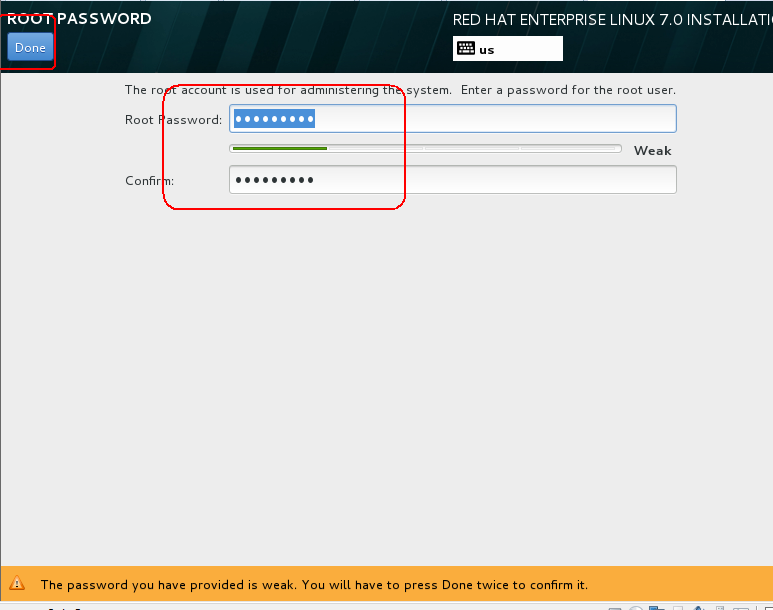 ROOT PASSWORD
RED HAT ENTERPRISE LINUX 7.0 INSTALLATI
Done
us
The root account is used for administering the system. Enter a password for the root user.
Root Password: •••••••••
Weak
Confirm: •••••••••
The password you have provided is weak. You will have to press Done twice to confirm it.